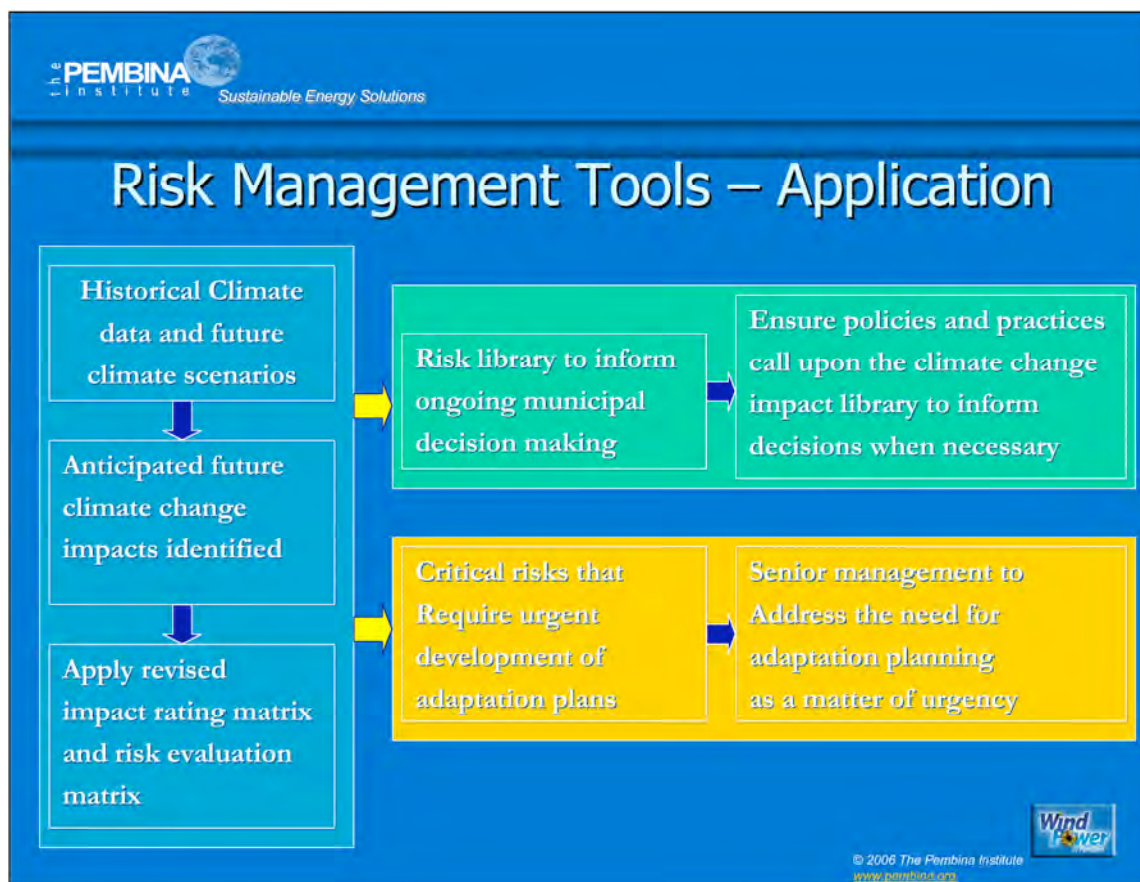 the PEMBINA
institute
Sustainable Energy Solutions
Risk Management Tools – Application
Historical Climate
data and future
climate scenarios
Anticipated future
climate change
impacts identified
Apply revised
impact rating matrix
and risk evaluation
matrix
Risk library to inform
ongoing municipal
decision making
Ensure policies and practices
call upon the climate change
impact library to inform
decisions when necessary
Critical risks that
Require urgent
development of
adaptation plans
Senior management to
Address the need for
adaptation planning
as a matter of urgency
Wind
Power
© 2006 The Pembina Institute
www.pembina.org